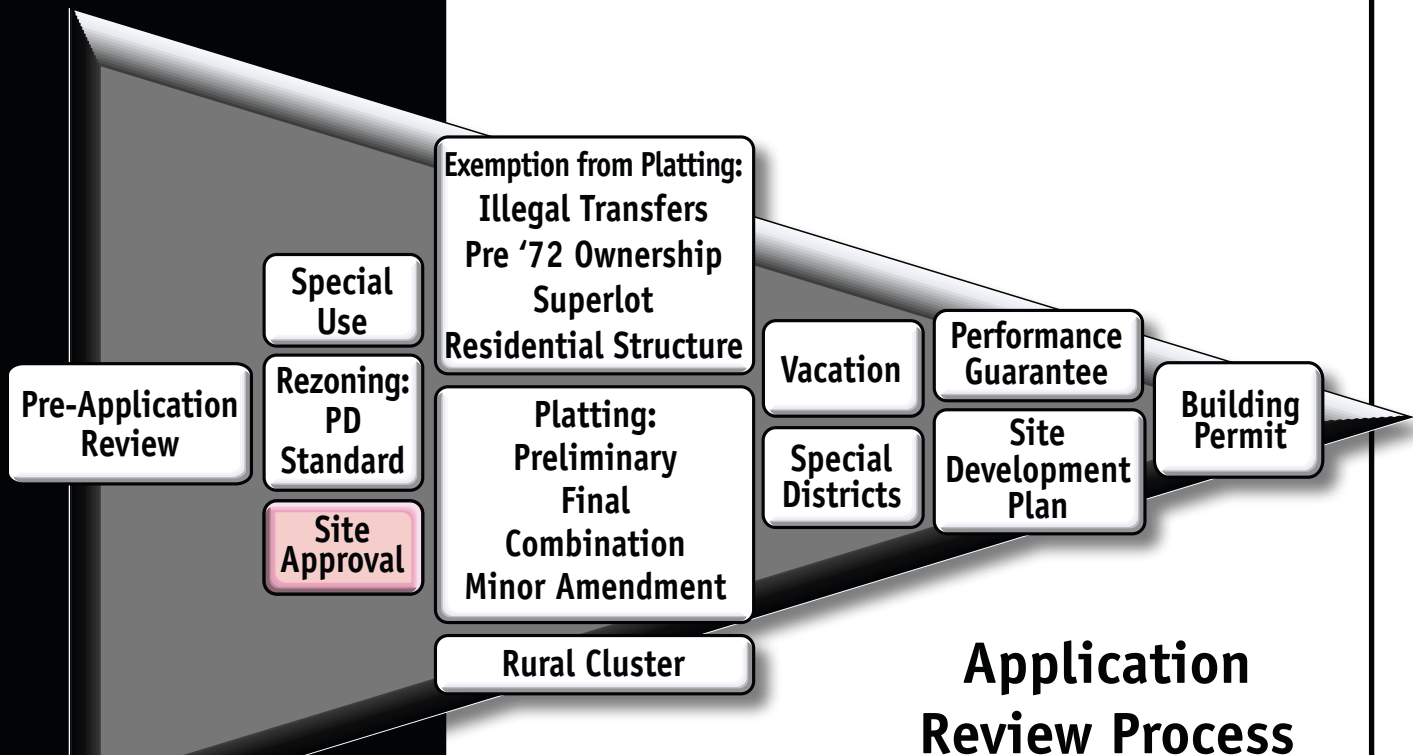 Pre-Application
Review
Special
Use
Rezoning:
PD
Standard
Site
Approval
Exemption from Platting:
Illegal Transfers
Pre ‘72 Ownership
Superlot
Residential Structure
Platting:
Preliminary
Final
Combination
Minor Amendment
Rural Cluster
Vacation
Special
Districts
Performance
Guarantee
Site
Development
Plan
Building
Permit
Application
Review Process